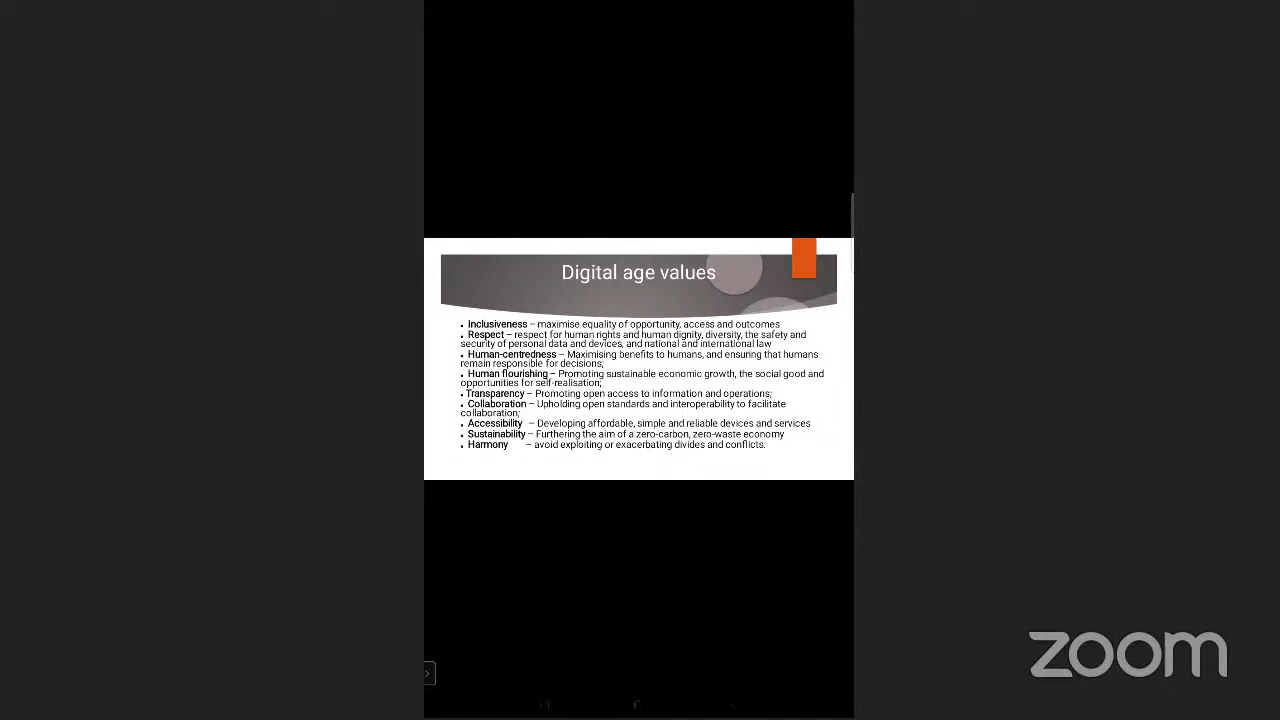 Digital age values
• Inclusiveness – maximise equality of opportunity, access and outcomes
• Respect – respect for human rights and human dignity, diversity, the safety and
security of personal data and devices, and national and international law
• Human-centredness – Maximising benefits to humans, and ensuring that humans
remain responsible for decisions;
• Human flourishing – Promoting sustainable economic growth, the social good and
opportunities for self-realisation;
• Transparency – Promoting open access to information and operations;
• Collaboration – Upholding open standards and interoperability to facilitate
collaboration;
• Accessibility – Developing affordable, simple and reliable devices and services
• Sustainability – Furthering the aim of a zero-carbon, zero-waste economy
• Harmony – avoid exploiting or exacerbating divides and conflicts.
zoom